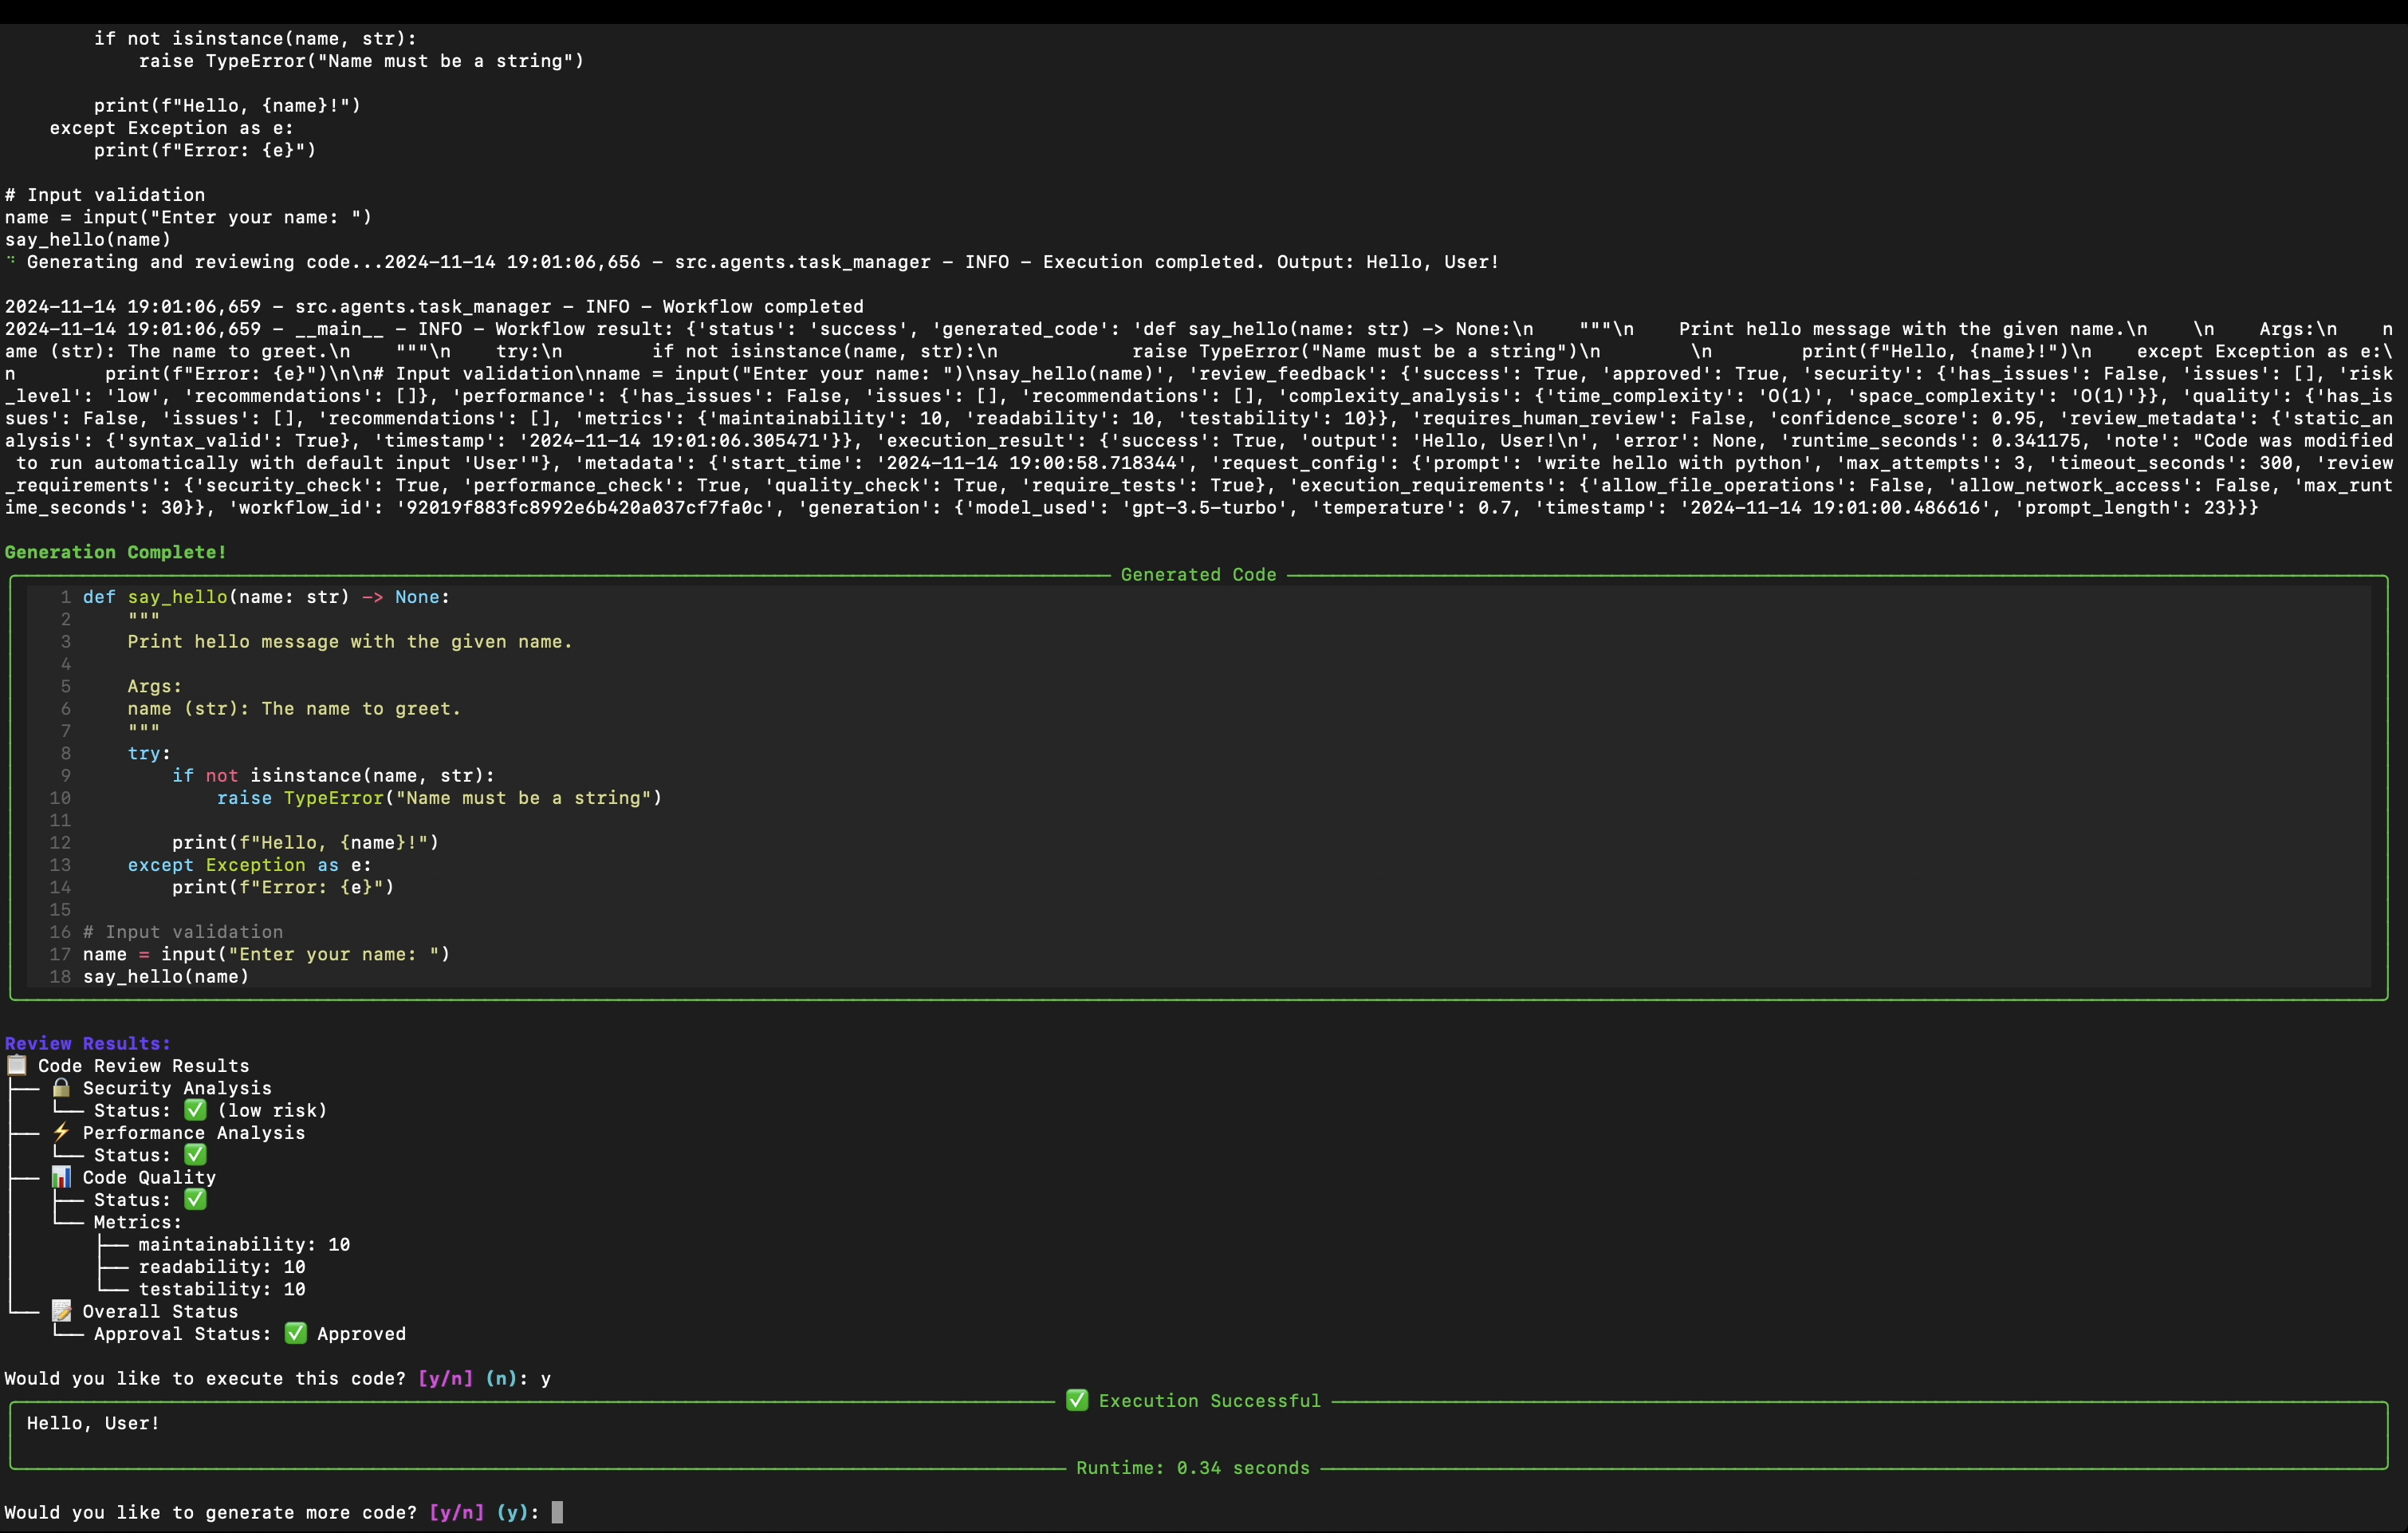 if not isinstance(name, str):
            raise TypeError("Name must be a string")

        print(f"Hello, {name}!")
    except Exception as e:
        print(f"Error: {e}")

# Input validation
name = input("Enter your name: ")
say_hello(name)
⠙ Generating and reviewing code...2024-11-14 19:01:06,656 - src.agents.task_manager - INFO - Execution completed. Output: Hello, User!

2024-11-14 19:01:06,659 - src.agents.task_manager - INFO - Workflow completed
2024-11-14 19:01:06,659 - __main__ - INFO - Workflow result: {'status': 'success', 'generated_code': 'def say_hello(name: str) -> None:\n    """\n    Print hello message with the given name.\n    \n    Args:\n    n
ame (str): The name to greet.\n    """\n    try:\n        if not isinstance(name, str):\n            raise TypeError("Name must be a string")\n        \n        print(f"Hello, {name}!")\n    except Exception as e:\
n        print(f"Error: {e}")\n\n# Input validation\nname = input("Enter your name: ")\nsay_hello(name)', 'review_feedback': {'success': True, 'approved': True, 'security': {'has_issues': False, 'issues': [], 'risk
_level': 'low', 'recommendations': []}, 'performance': {'has_issues': False, 'issues': [], 'recommendations': [], 'complexity_analysis': {'time_complexity': 'O(1)', 'space_complexity': 'O(1)'}}, 'quality': {'has_is
sues': False, 'issues': [], 'recommendations': [], 'metrics': {'maintainability': 10, 'readability': 10, 'testability': 10}}, 'requires_human_review': False, 'confidence_score': 0.95, 'review_metadata': {'static_an
alysis': {'syntax_valid': True}, 'timestamp': '2024-11-14 19:01:06.305471'}}, 'execution_result': {'success': True, 'output': 'Hello, User!\n', 'error': None, 'runtime_seconds': 0.341175, 'note': "Code was modified
 to run automatically with default input 'User'"}, 'metadata': {'start_time': '2024-11-14 19:00:58.718344', 'request_config': {'prompt': 'write hello with python', 'max_attempts': 3, 'timeout_seconds': 300, 'review
_requirements': {'security_check': True, 'performance_check': True, 'quality_check': True, 'require_tests': True}, 'execution_requirements': {'allow_file_operations': False, 'allow_network_access': False, 'max_runt
ime_seconds': 30}}, 'workflow_id': '92019f883fc8992e6b420a037cf7fa0c', 'generation': {'model_used': 'gpt-3.5-turbo', 'temperature': 0.7, 'timestamp': '2024-11-14 19:01:00.486616', 'prompt_length': 23}}}

Generation Complete!
Generated Code
1 def say_hello(name: str) -> None:
2     """
3     Print hello message with the given name.
4
5     Args:
6     name (str): The name to greet.
7     """
8     try:
9         if not isinstance(name, str):
10             raise TypeError("Name must be a string")
11
12         print(f"Hello, {name}!")
13     except Exception as e:
14         print(f"Error: {e}")
15
16 # Input validation
17 name = input("Enter your name: ")
18 say_hello(name)

Review Results:
📋 Code Review Results
├── 🔒 Security Analysis
│   └── Status: ✅ (low risk)
├── ⚡ Performance Analysis
│   └── Status: ✅
├── 📊 Code Quality
│   ├── Status: ✅
│   └── Metrics:
│       ├── maintainability: 10
│       ├── readability: 10
│       └── testability: 10
└── 📝 Overall Status
    └── Approval Status: ✅ Approved

Would you like to execute this code? [y/n] (n): y
✅ Execution Successful
Hello, User!
Runtime: 0.34 seconds

Would you like to generate more code? [y/n] (y):